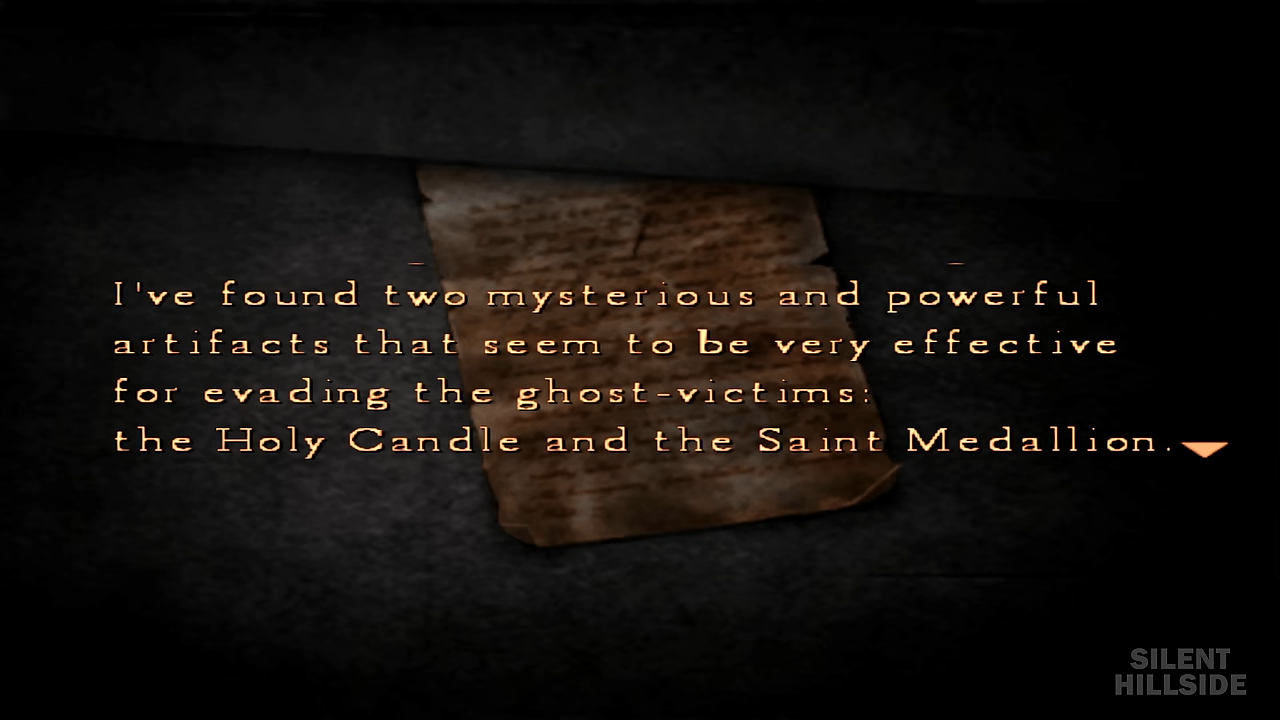 I've found two mysterious and powerful
artifacts that seem to be very effective
for evading the ghost-victims:
the Holy Candle and the Saint Medallion.
SILENT
HILLSIDE